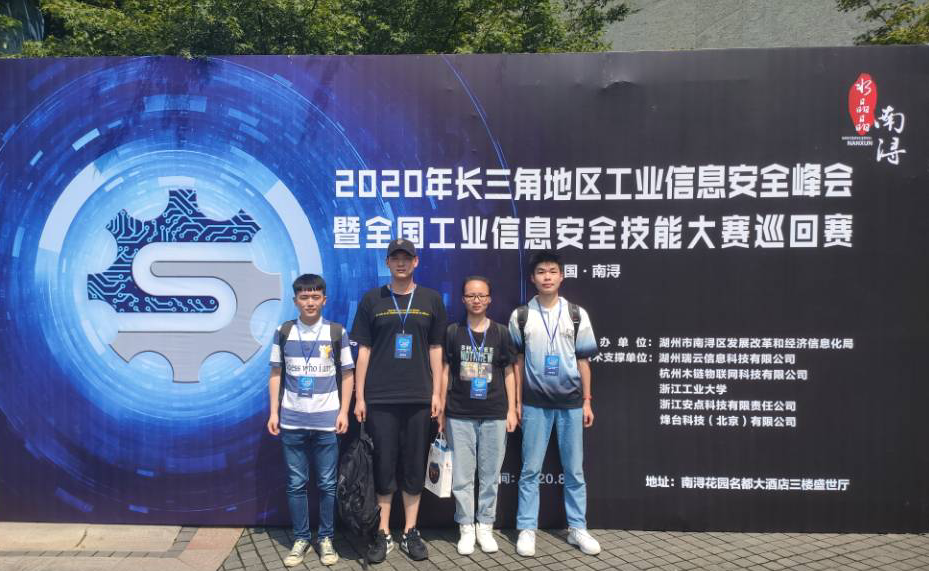 水晶晶
南浔
NANXUN
2020年长三角地区工业信息安全峰会
暨全国工业信息安全技能大赛巡回赛
国·南浔
办 单 位：湖州市南浔区发展改革和经济信息化局
术支撑单位：湖州瑞云信息科技有限公司
杭州木链物联网科技有限公司
浙江工业大学
浙江安点科技有限责任公司
烽台科技（北京）有限公司
间：
20.8
地址：南浔花园名都大酒店三楼盛世厅